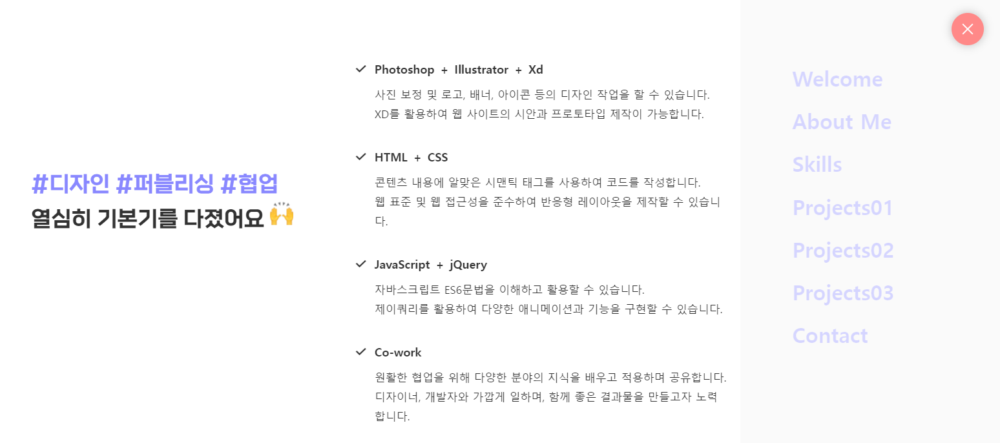 #디자인 #퍼블리싱 #협업
열심히 기본기를 다졌어요 🙌
Photoshop + Illustrator + Xd
사진 보정 및 로고, 배너, 아이콘 등의 디자인 작업을 할 수 있습니다.
XD를 활용하여 웹 사이트의 시안과 프로토타입 제작이 가능합니다.
HTML + CSS
콘텐츠 내용에 알맞은 시맨틱 태그를 사용하여 코드를 작성합니다.
웹 표준 및 웹 접근성을 준수하여 반응형 레이아웃을 제작할 수 있습니
다.
JavaScript + jQuery
자바스크립트 ES6문법을 이해하고 활용할 수 있습니다.
제이쿼리를 활용하여 다양한 애니메이션과 기능을 구현할 수 있습니다.
Co-work
원활한 협업을 위해 다양한 분야의 지식을 배우고 적용하며 공유합니다.
디자이너, 개발자와 가깝게 일하며, 함께 좋은 결과물을 만들고자 노력
합니다.
Welcome
About Me
Skills
Projects01
Projects02
Projects03
Contact